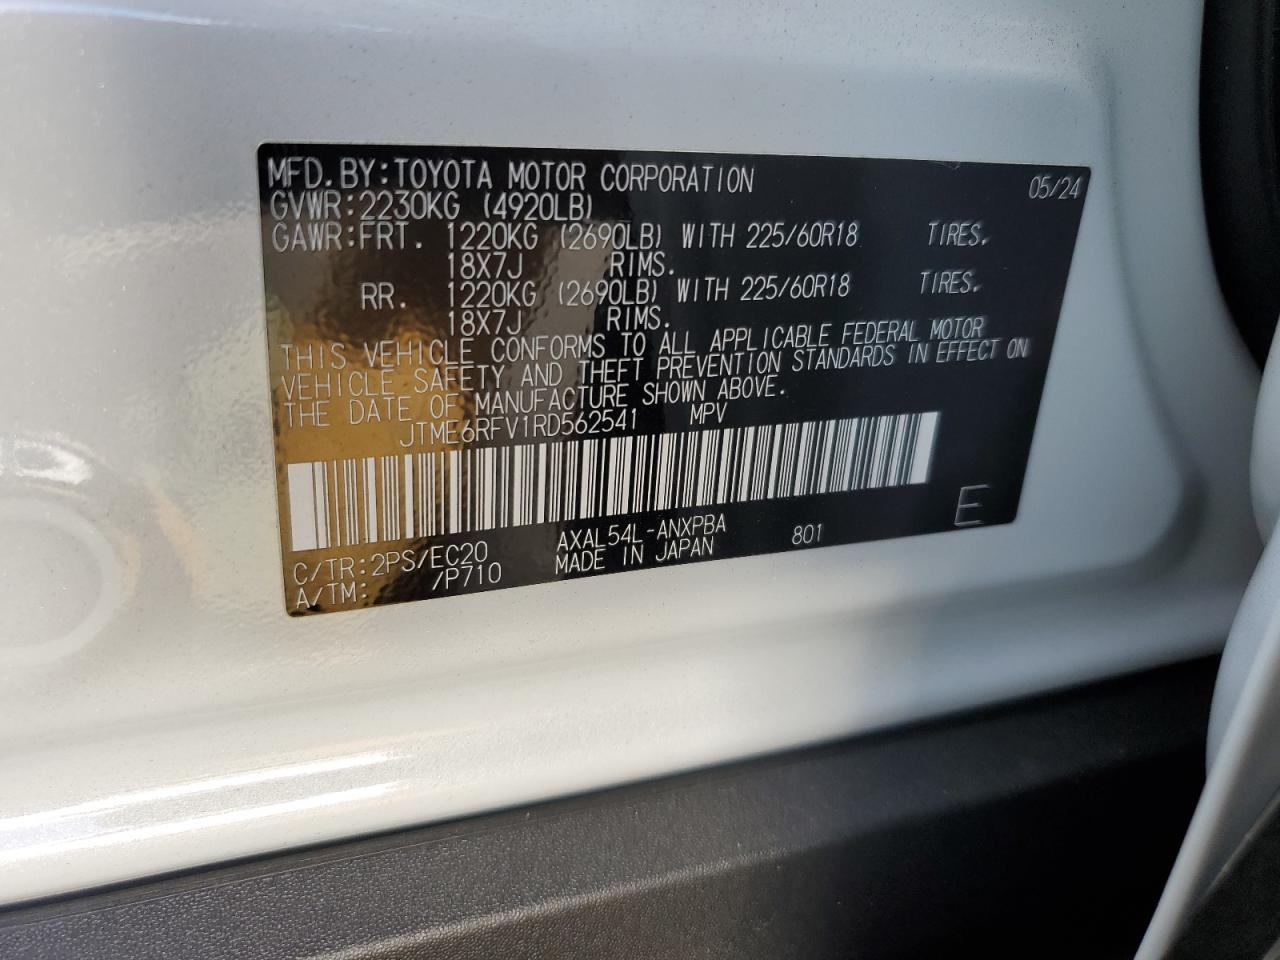 MFD.BY:TOYOTA MOTOR CORPORATION 05/24
GVWR:2230KG (4920LB)
GAWR:FRT. 1220KG (2690LB) WITH 225/60R18 TIRES.
18X7J RIMS.
RR. 1220KG (2690LB) WITH 225/60R18 TIRES.
18X7J RIMS.
THIS VEHICLE CONFORMS TO ALL APPLICABLE FEDERAL MOTOR
VEHICLE SAFETY AND THEFT PREVENTION STANDARDS IN EFFECT ON
THE DATE OF MANUFACTURE SHOWN ABOVE.
JTME6RFV1RD562541 MPV
C/TR:2PS/EC20 AXAL54L-ANXPBA 801 E
A/TM: /P710 MADE IN JAPAN